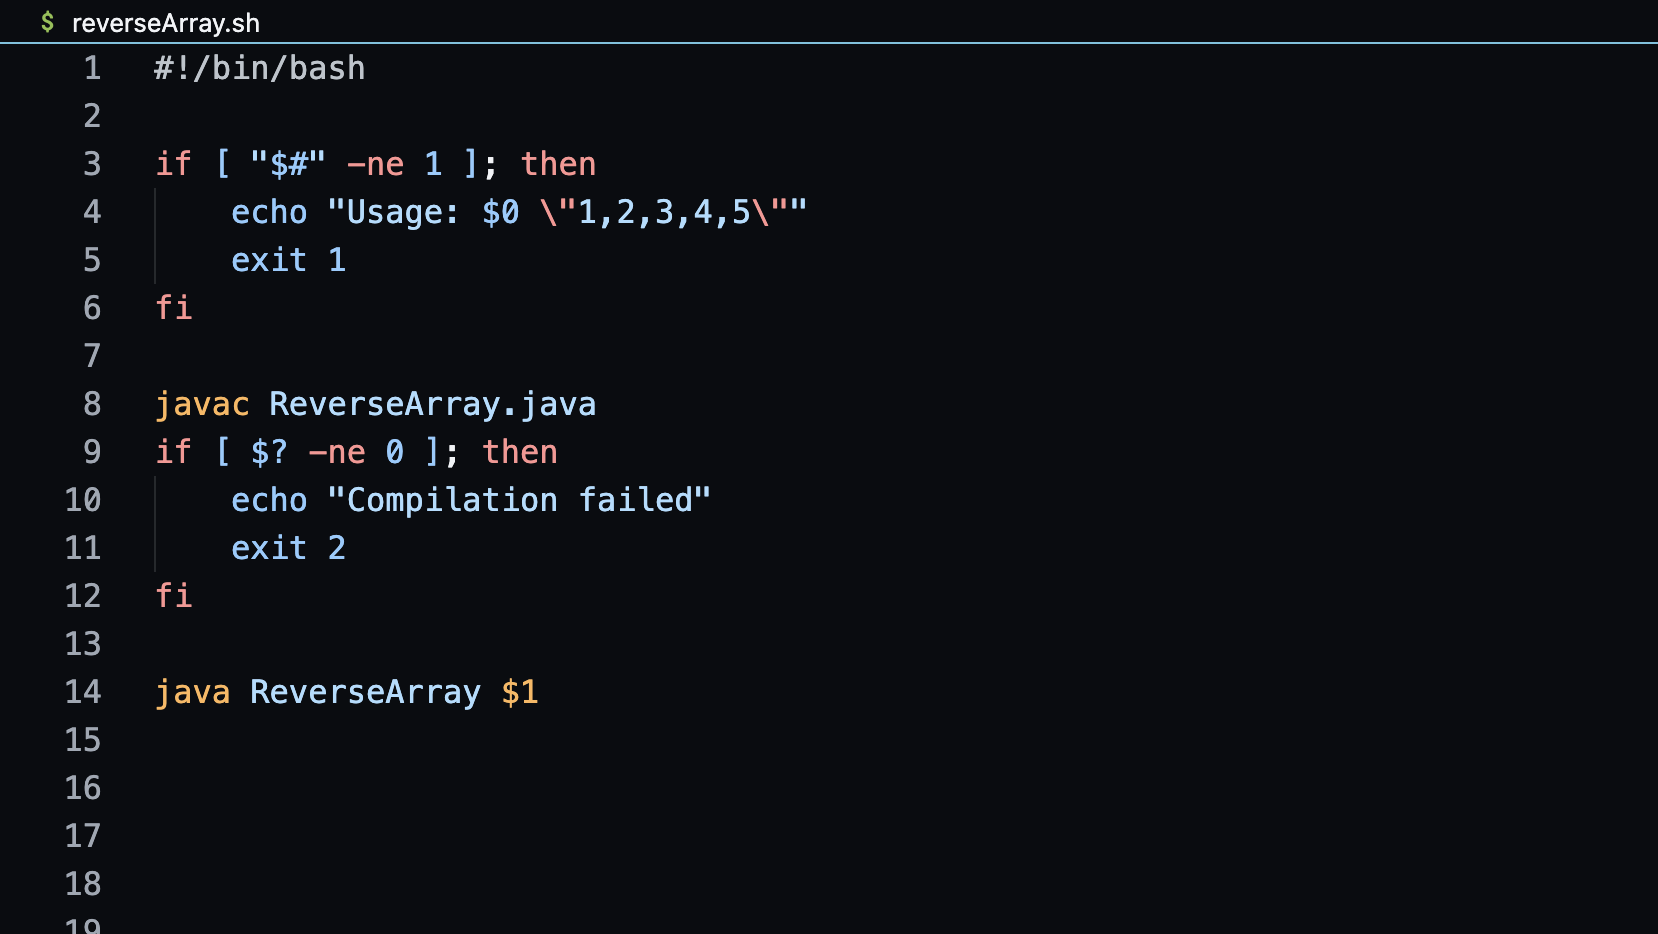 $ reverseArray.sh
1 #!/bin/bash
2
3 if [ "$#" -ne 1 ]; then
4     echo "Usage: $0 \"1,2,3,4,5\""
5     exit 1
6 fi
7
8 javac ReverseArray.java
9 if [ $? -ne 0 ]; then
10     echo "Compilation failed"
11     exit 2
12 fi
13
14 java ReverseArray $1
15
16
17
18
19